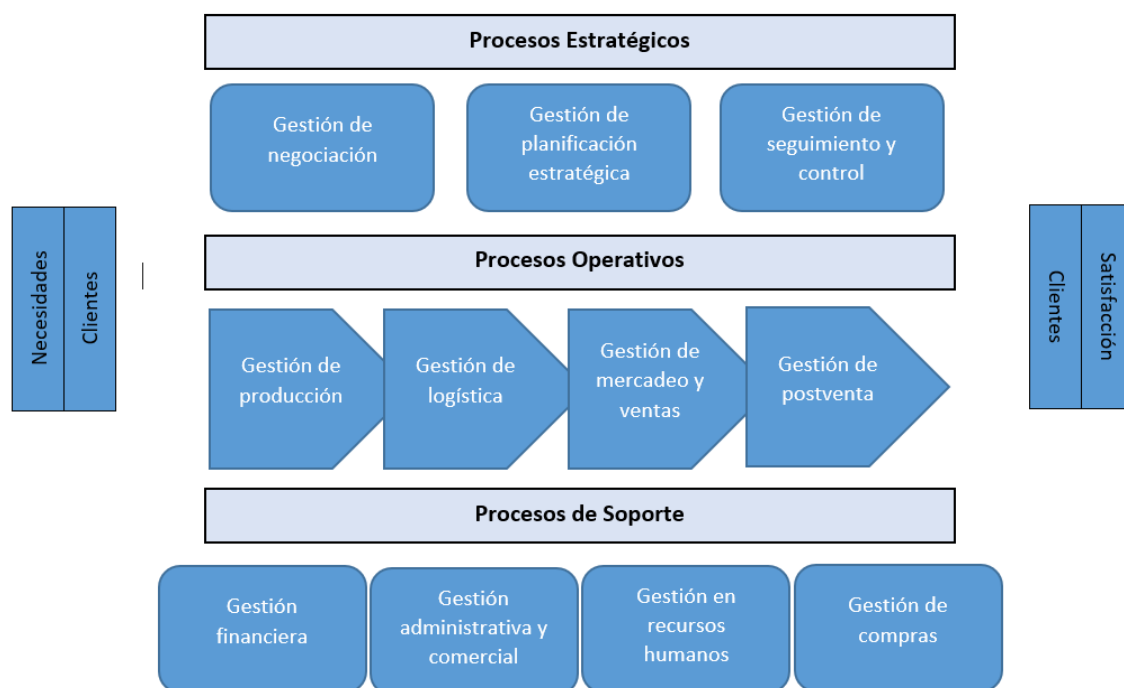 Procesos Estratégicos
Gestión de
negociación
Gestión de
planificación
estratégica
Gestión de
seguimiento y
control
Necesidades
Clientes
Procesos Operativos
Gestión de
producción
Gestión de
logística
Gestión de
mercadeo y
ventas
Gestión de
postventa
Clientes
Satisfacción
Procesos de Soporte
Gestión
financiera
Gestión
administrativa y
comercial
Gestión en
recursos
humanos
Gestión de
compras